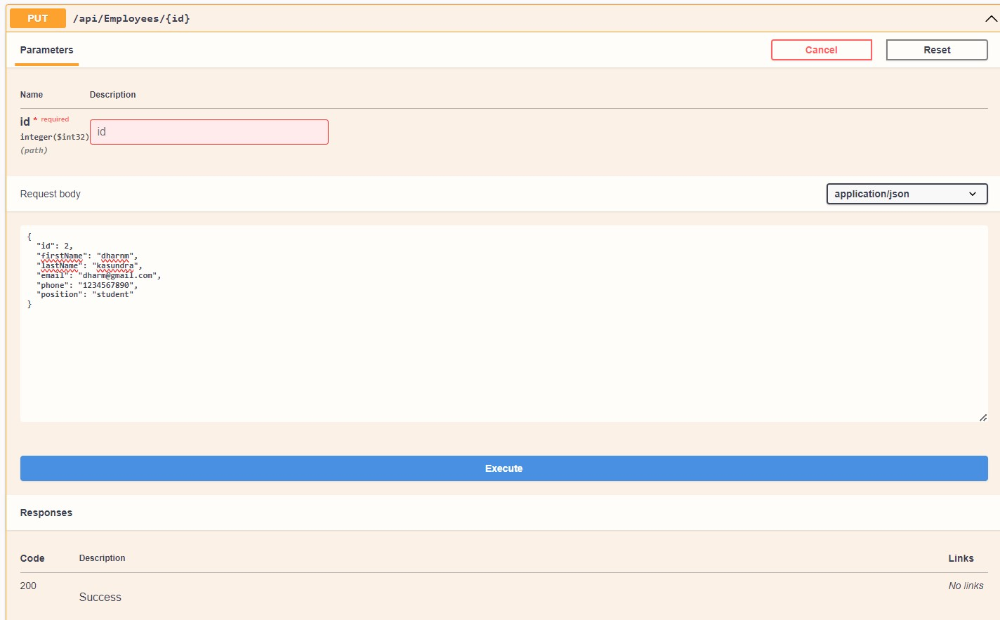 PUT /api/Employees/{id}
Parameters
Cancel
Reset
Name Description
id * required
integer($int32)
(path)
id
Request body
application/json
{
"id": 2,
"firstName": "dharnm",
"lastName": "kasundra",
"email": "dharm@gmail.com",
"phone": "1234567890",
"position": "student"
}
Execute
Responses
Code Description Links
200 No links
Success